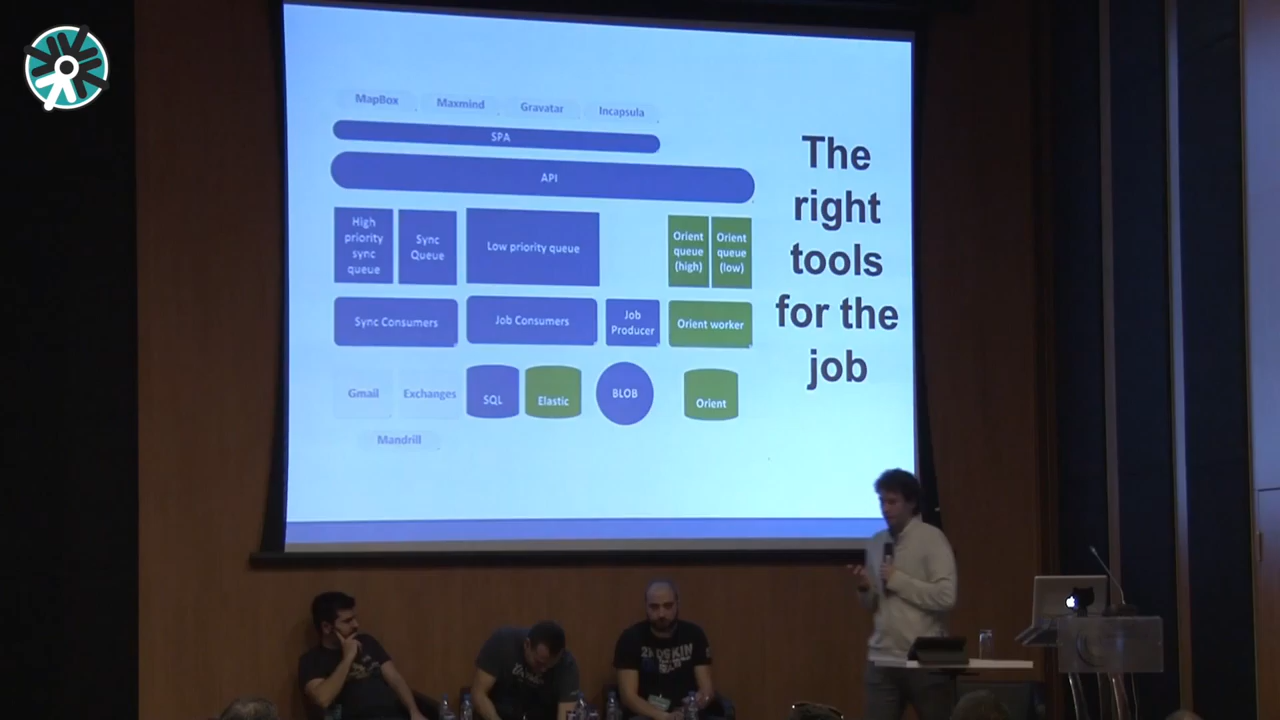 MapBox
Maxmind
Gravatar
Incapsula
SPA
API
High
priority
sync
queue
Sync
Queue
Low priority queue
Orient
queue
(high)
Orient
queue
(low)
Sync Consumers
Job Consumers
Job
Producer
Orient worker
Gmail
Exchanges
SQL
Elastic
BLOB
Orient
Mandrill
The
right
tools
for the
job